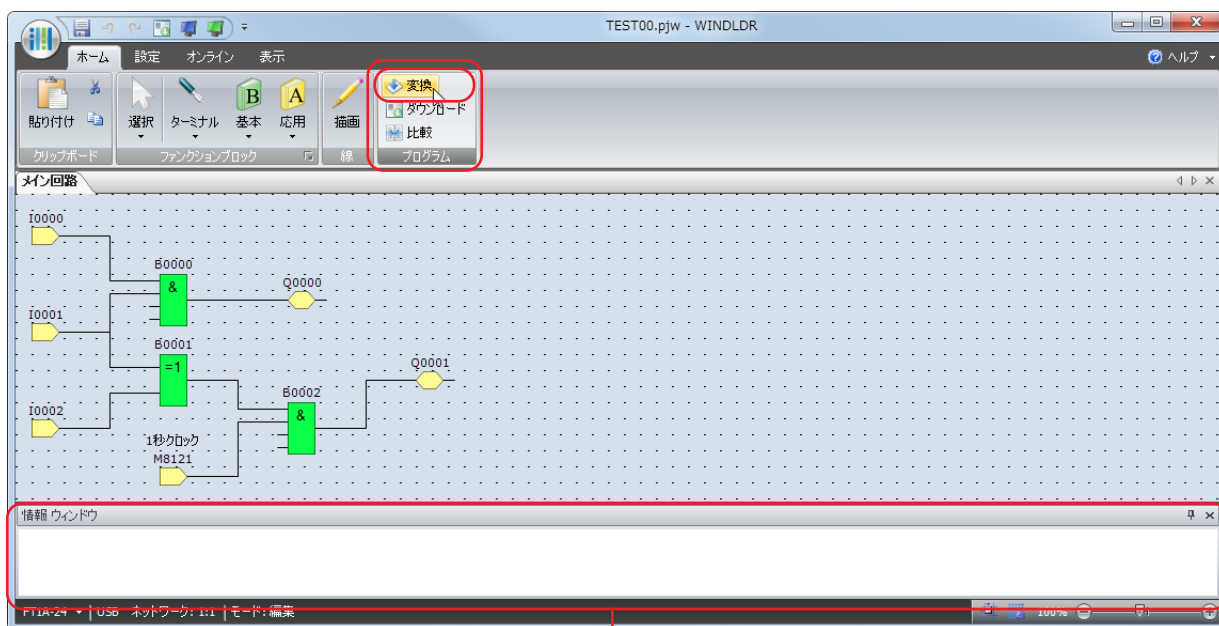 TEST00.pjw - WINDLDR
ホーム 設定 オンライン 表示 ヘルプ
貼り付け 選択 ターミナル 基本 応用 描画 変換
B A
ダウンロード
比較
クリップボード ファンクションブロック 線 プログラム
メイン回路
I0000
B0000
& Q0000
I0001
B0001
=1 Q0001
B0002
I0002 &
1秒クロック
M8121
情報 ウィンドウ
FT1A-24 USB ネットワーク: 1:1 モード: 編集 100%